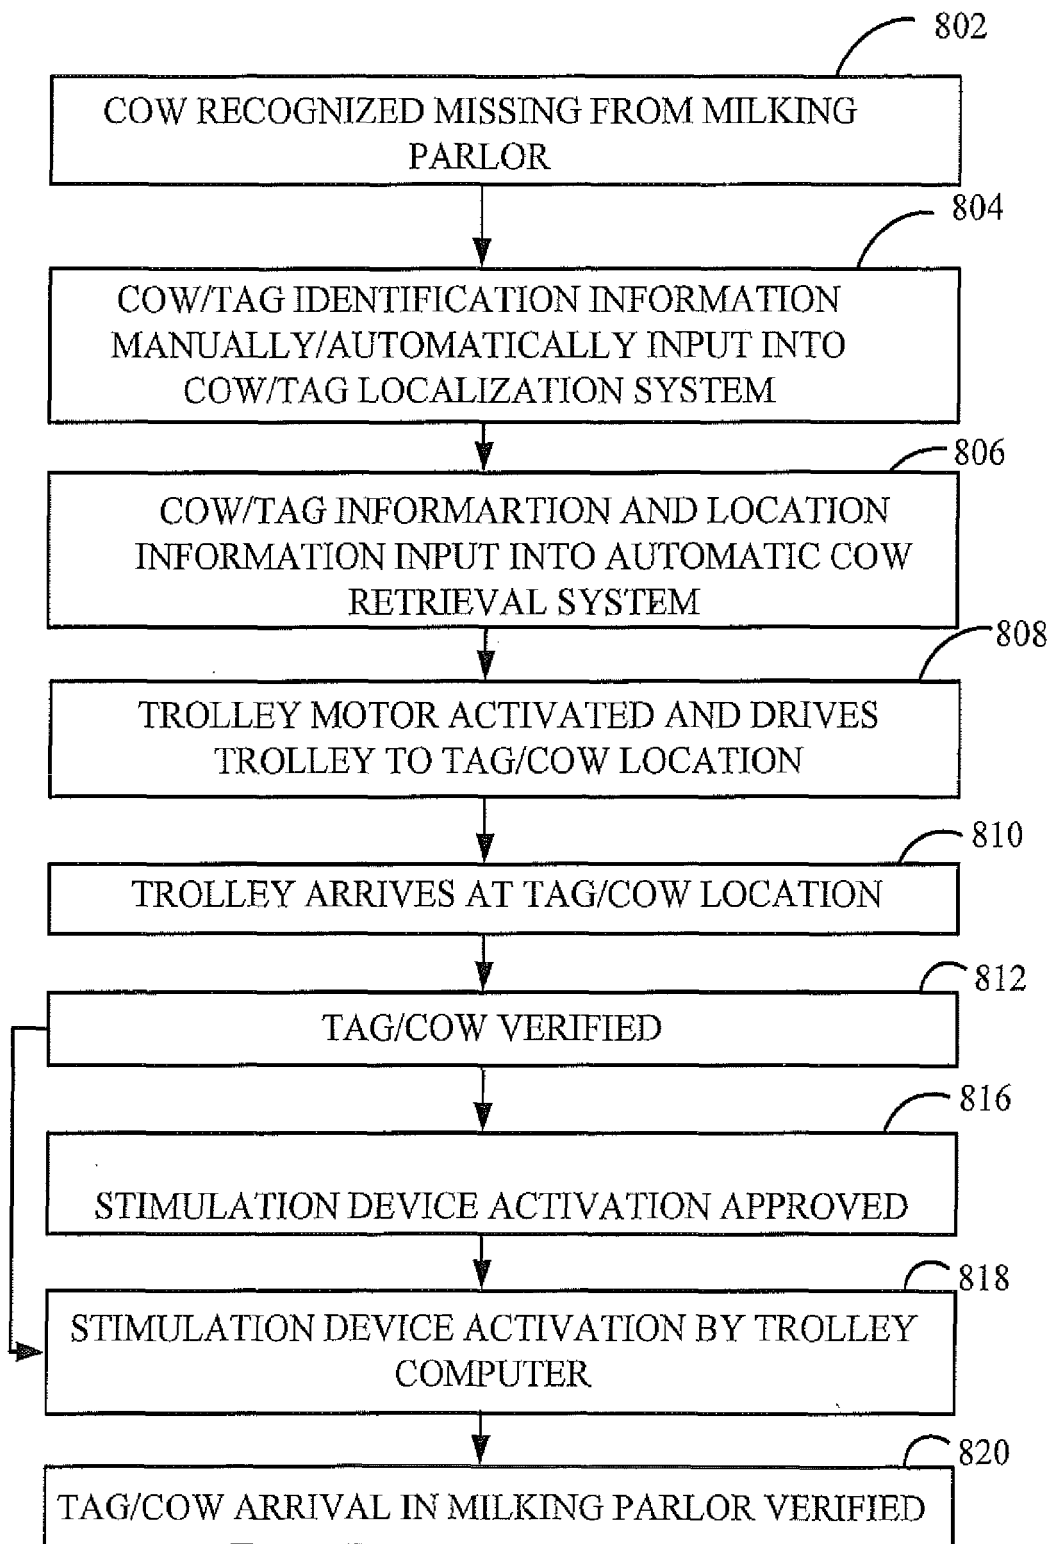 802
COW RECOGNIZED MISSING FROM MILKING
PARLOR
804
COW/TAG IDENTIFICATION INFORMATION
MANUALLY/AUTOMATICALLY INPUT INTO
COW/TAG LOCALIZATION SYSTEM
806
COW/TAG INFORMARTION AND LOCATION
INFORMATION INPUT INTO AUTOMATIC COW
RETRIEVAL SYSTEM
808
TROLLEY MOTOR ACTIVATED AND DRIVES
TROLLEY TO TAG/COW LOCATION
810
TROLLEY ARRIVES AT TAG/COW LOCATION
812
TAG/COW VERIFIED
816
STIMULATION DEVICE ACTIVATION APPROVED
818
STIMULATION DEVICE ACTIVATION BY TROLLEY
COMPUTER
820
TAG/COW ARRIVAL IN MILKING PARLOR VERIFIED